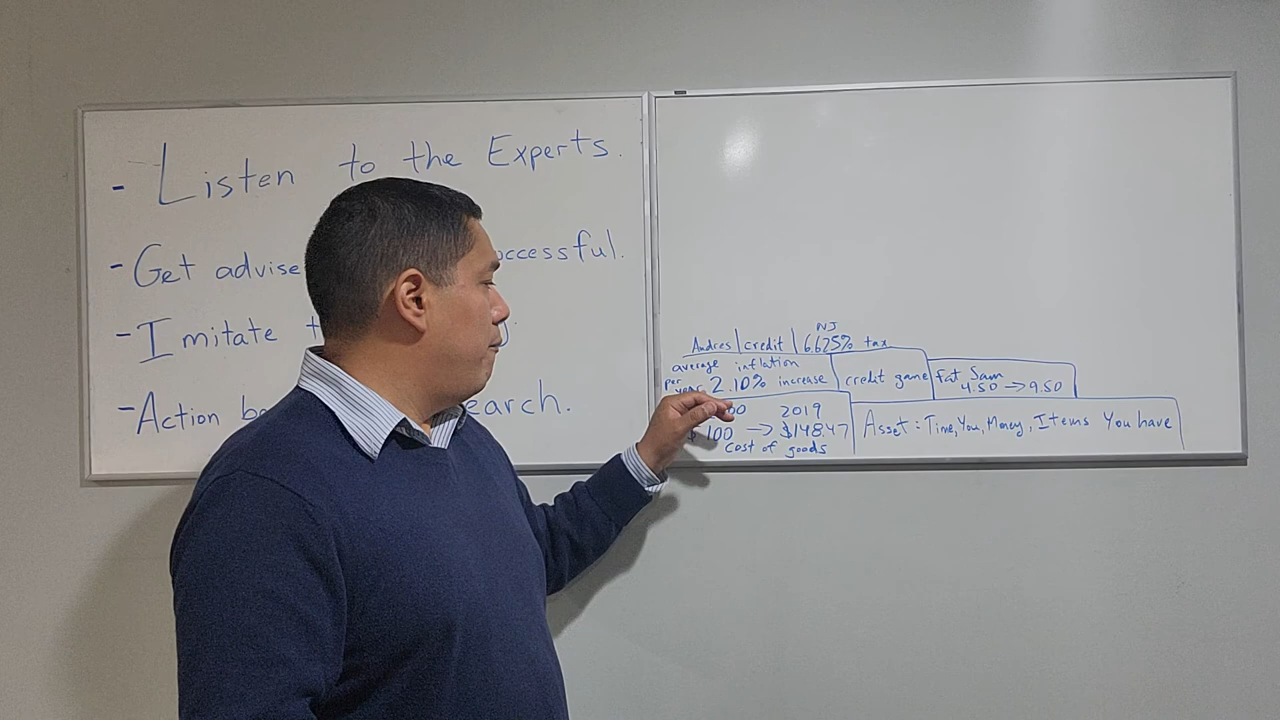 - Listen to the Experts.
- Get advise
- Imitate
- Action
Andres | credit | NJ 6.625% tax
average inflation
per year 2.10% increase
credit game
Fat Sam
4.50 → 9.50
2019
$100 → $148.47
cost of goods
Asset : Time, You, Money, Items You have